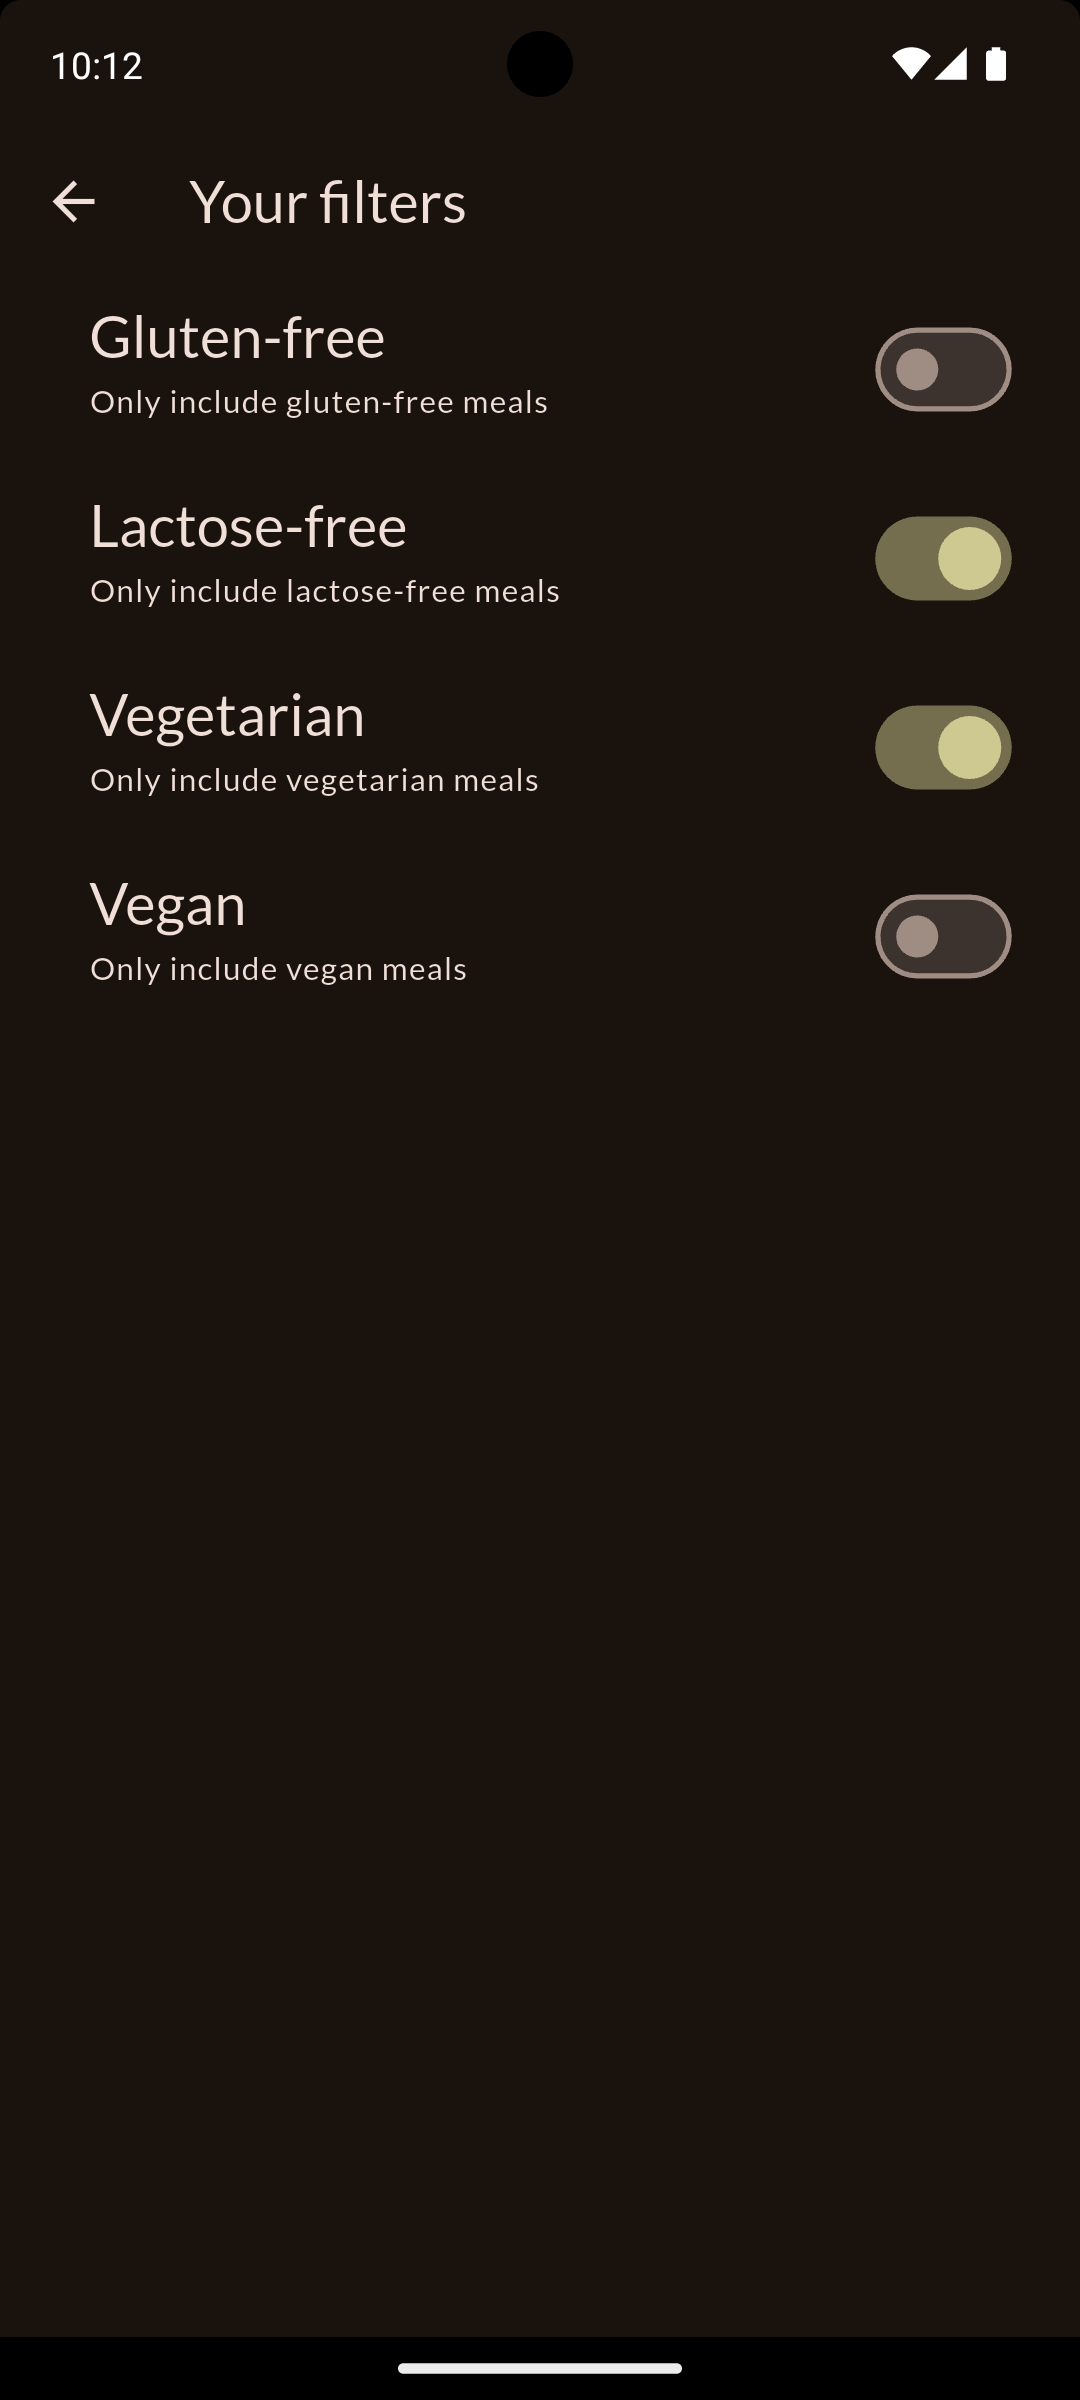 10:12
Your filters
Gluten-free
Only include gluten-free meals
Lactose-free
Only include lactose-free meals
Vegetarian
Only include vegetarian meals
Vegan
Only include vegan meals